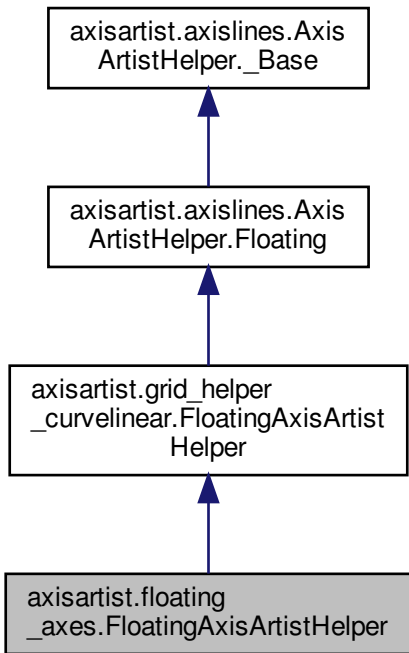 axisartist.axislines.Axis
ArtistHelper._Base
axisartist.axislines.Axis
ArtistHelper.Floating
axisartist.grid_helper
_curvelinear.FloatingAxisArtist
Helper
axisartist.floating
_axes.FloatingAxisArtistHelper